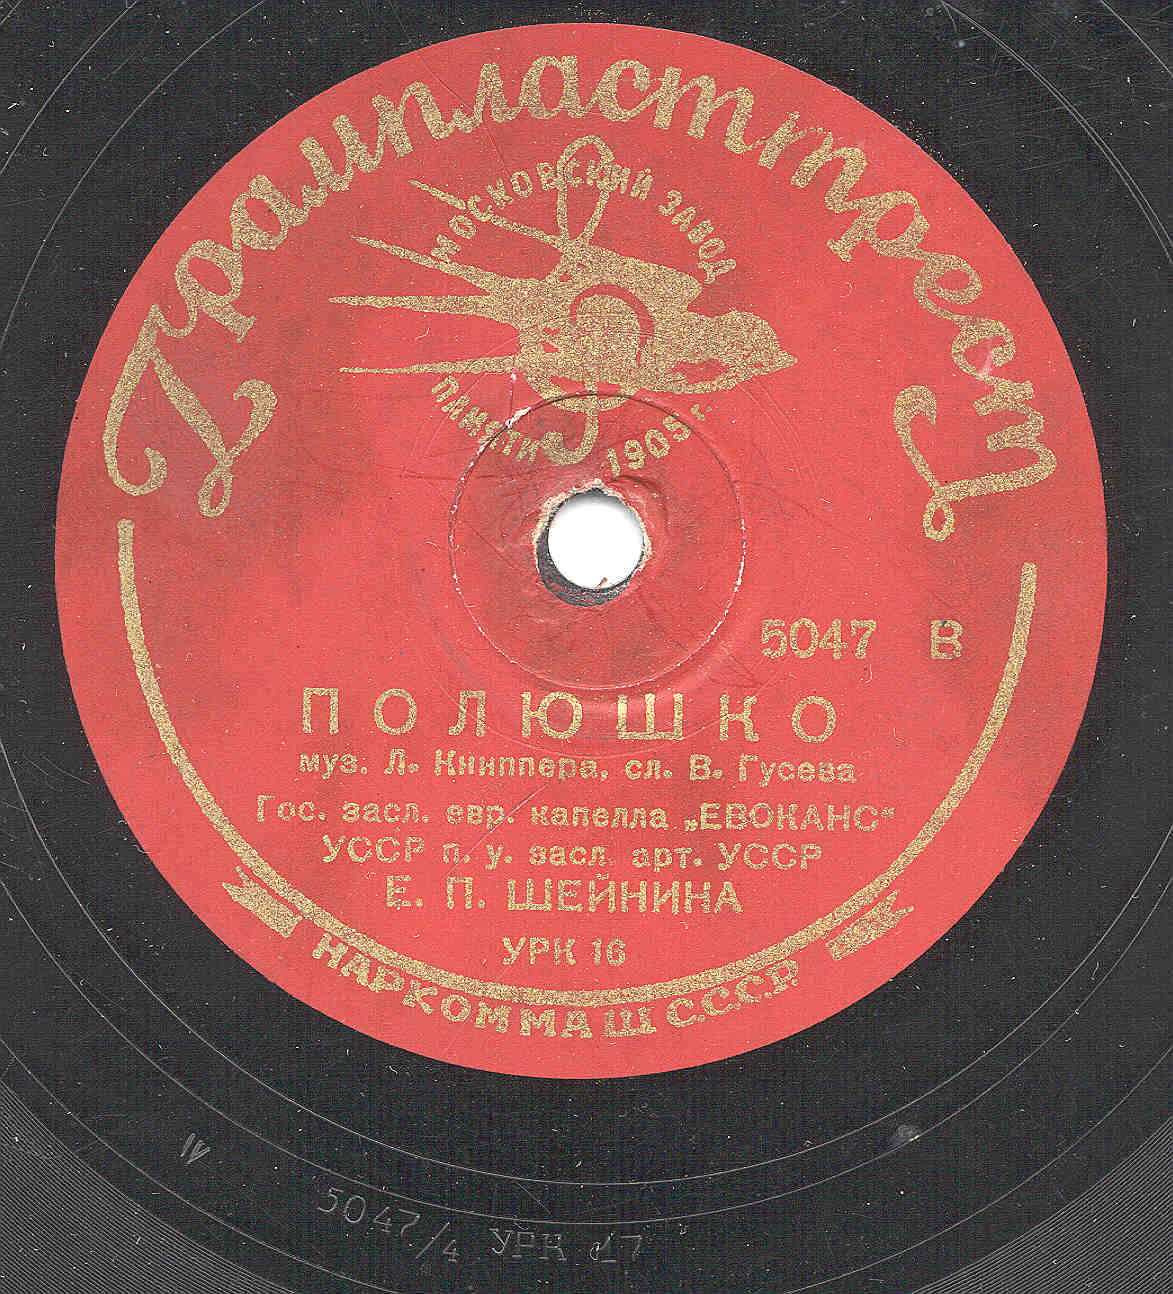 Грампласттрест
МОСКОВСКИЙ ЗАВОД
ПАМЯТИ 1905 г.
5047 В
ПОЛЮШКО
муз. Л. Книппера, сл. В. Гусева
Гос. засл. евр. капелла „ЕВОКАНС“
УССР п. у. засл. арт. УССР
Е. П. ШЕЙНИНА
УРК 16
НАРКОММАШ С.С.С.Р.
IV
5047/4 УРК 17